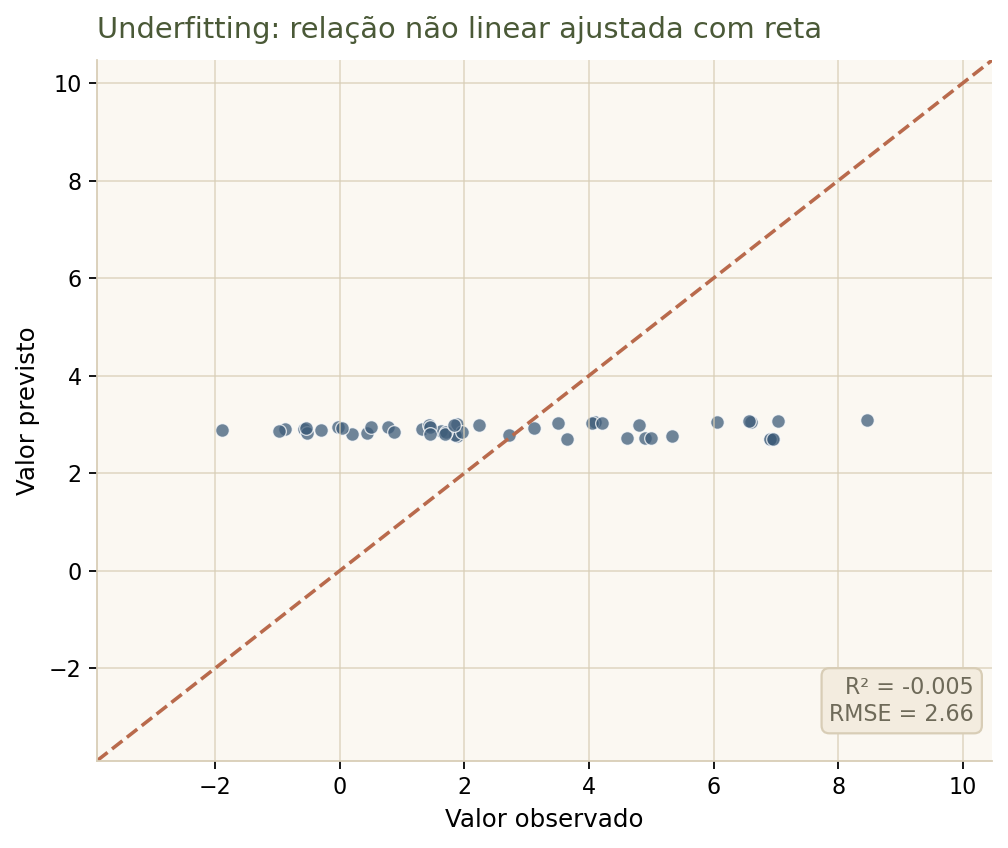 Underfitting: relação não linear ajustada com reta
10
8
6
4
2
0
−2
Valor previsto
R² = -0.005
RMSE = 2.66
−2 0 2 4 6 8 10
Valor observado